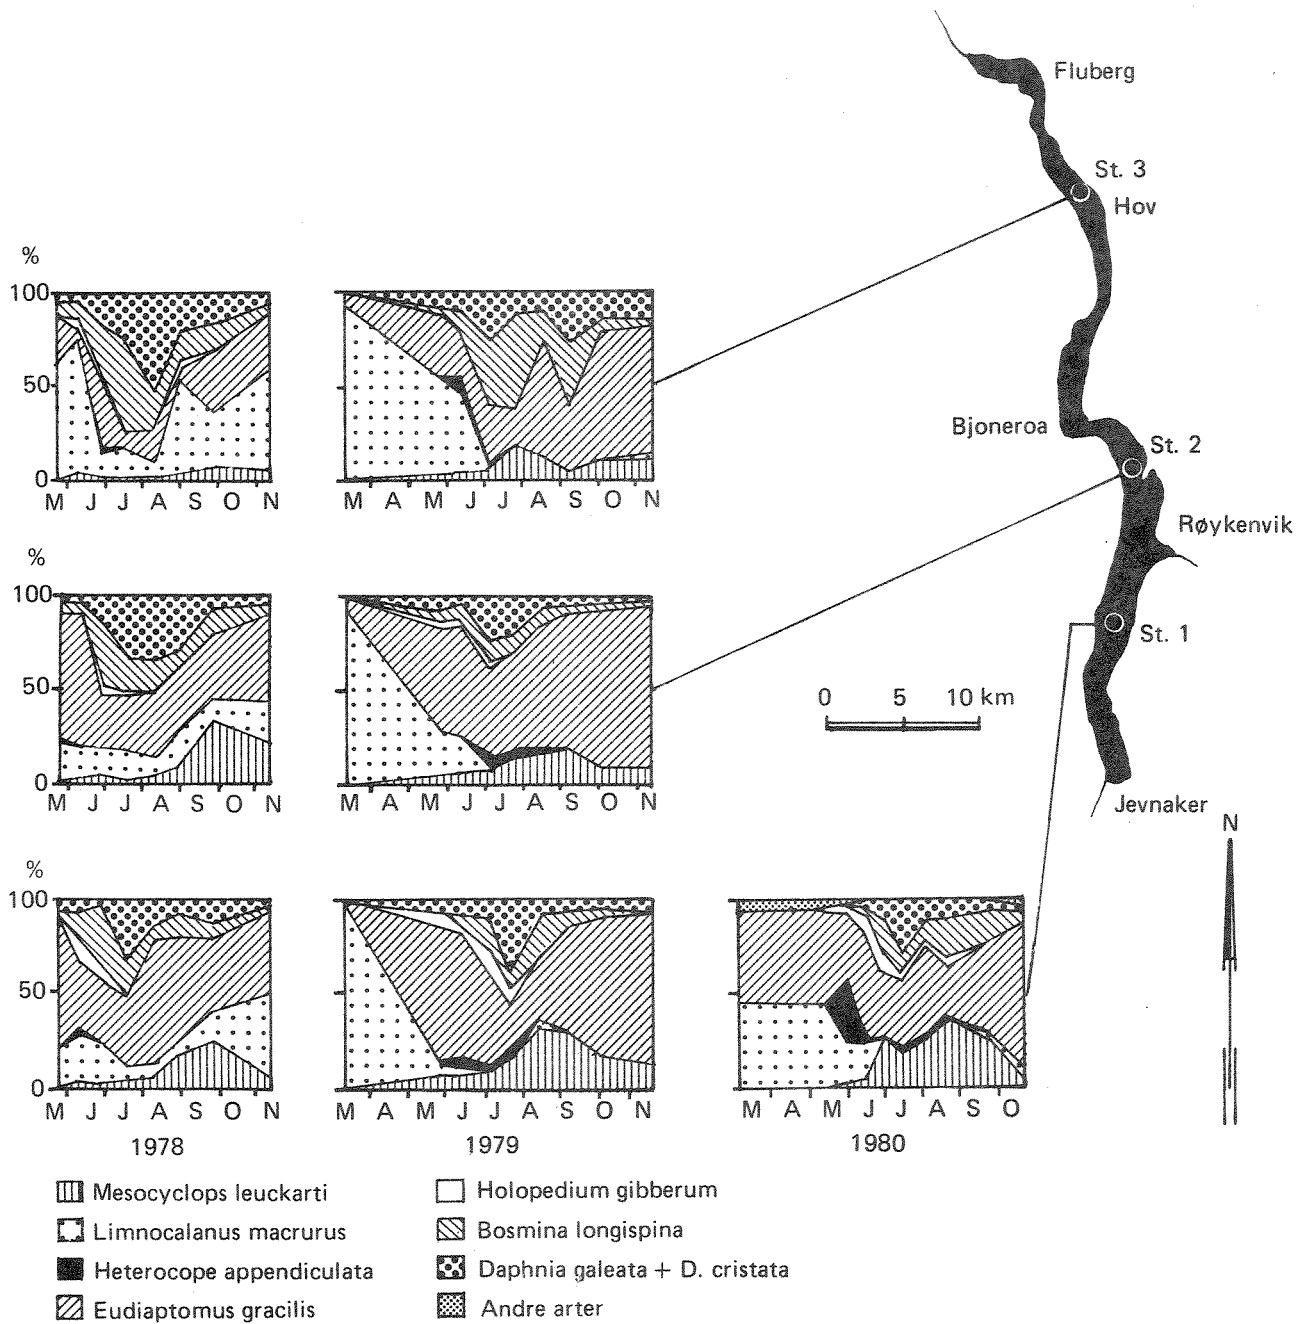 Fluberg
St. 3
Hov
%
100
50
0
M J J A S O N
M A M J J A S O N
Bjoneroa
St. 2
Røykenvik
%
100
50
0
M J J A S O N
M A M J J A S O N
St. 1
0 5 10 km
Jevnaker
N
%
100
50
0
M J J A S O N
M A M J J A S O N
M A M J J A S O
1978
1979
1980
Mesocyclops leuckarti
Limnocalanus macrurus
Heterocope appendiculata
Eudiaptomus gracilis
Holopedium gibberum
Bosmina longispina
Daphnia galeata + D. cristata
Andre arter